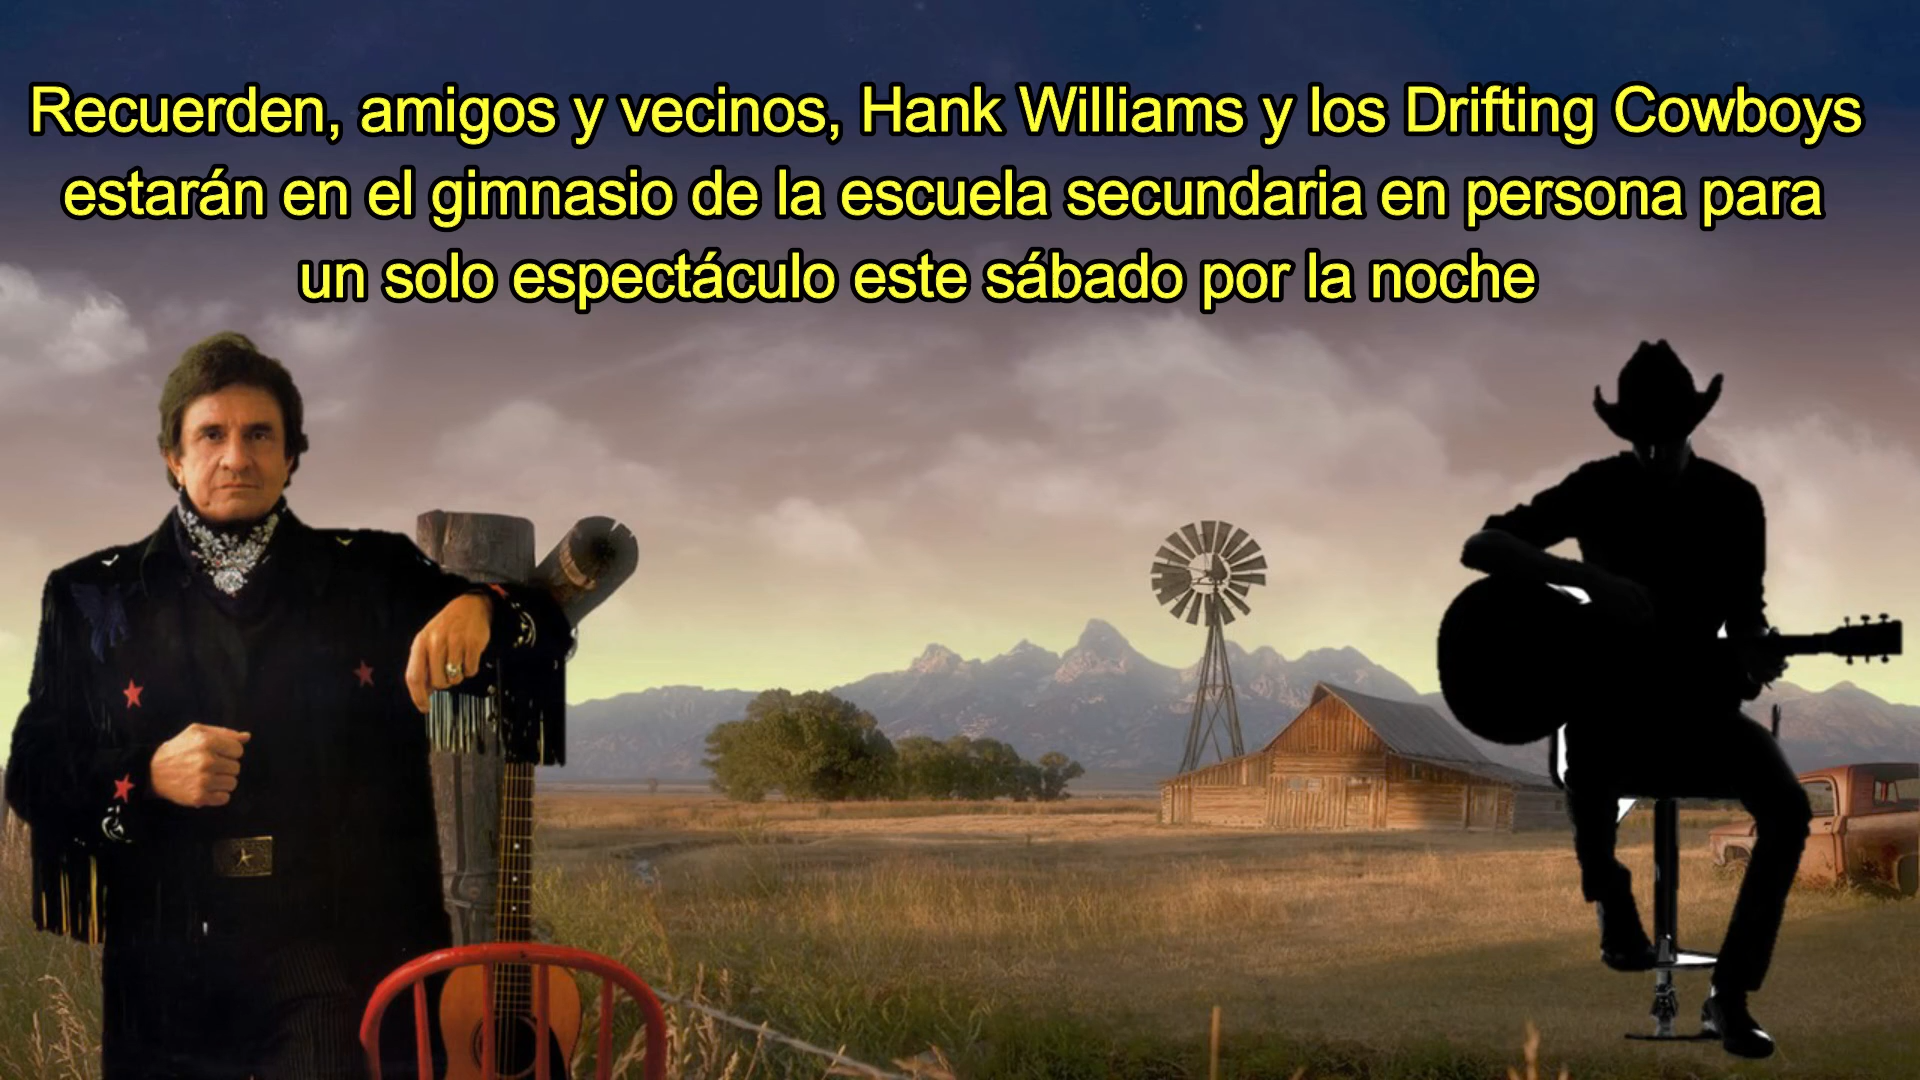 Recuerden, amigos y vecinos, Hank Williams y los Drifting Cowboys
estarán en el gimnasio de la escuela secundaria en persona para
un solo espectáculo este sábado por la noche